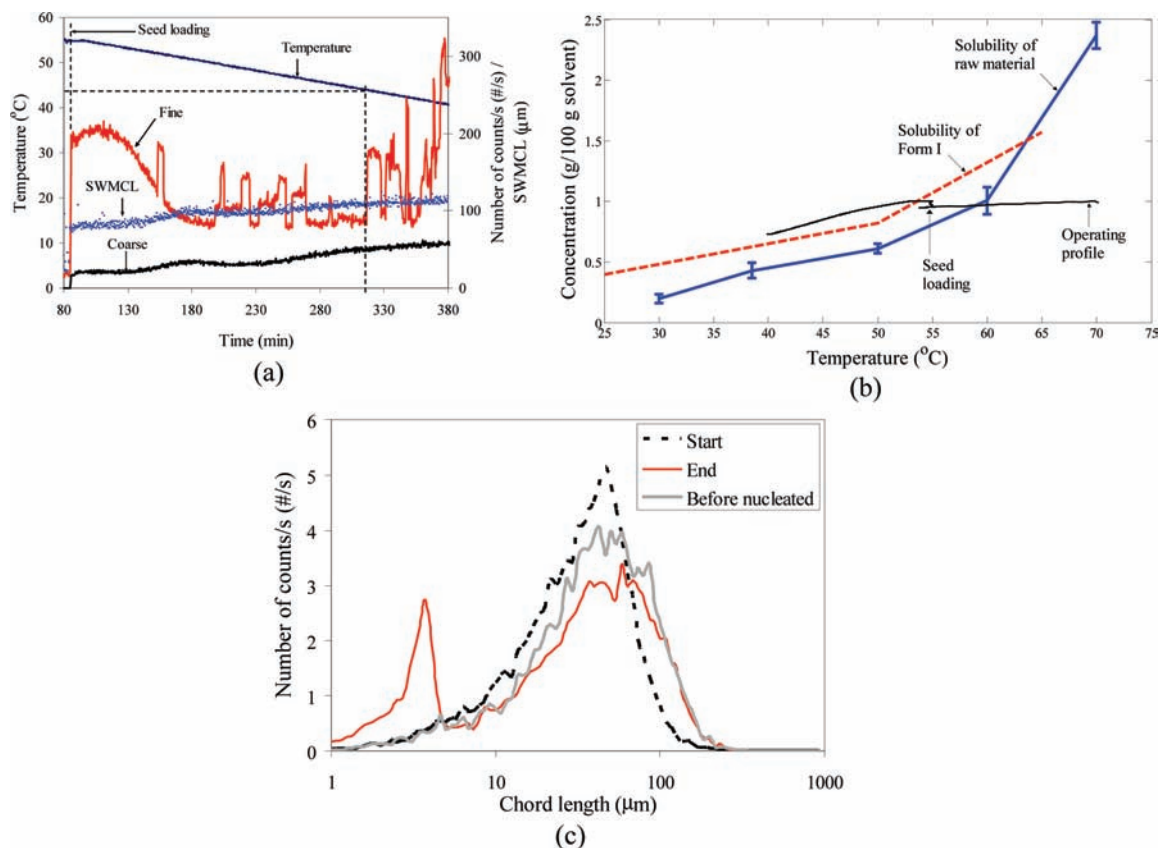 60
50
40
30
20
10
0
Temperature (°C)
Seed loading
Temperature
Fine
SWMCL
Coarse
300
200
100
0
Number of counts/s (#/s) /
SWMCL (μm)
80 130 180 230 280 330 380
Time (min)
(a)
2.5
2
1.5
1
0.5
0
Concentration (g/100 g solvent)
Solubility of
raw material
Solubility of
Form I
Seed
loading
Operating
profile
25 30 35 40 45 50 55 60 65 70 75
Temperature (°C)
(b)
6
5
4
3
2
1
0
Number of counts/s (#/s)
Start
End
Before nucleated
1 10 100 1000
Chord length (μm)
(c)